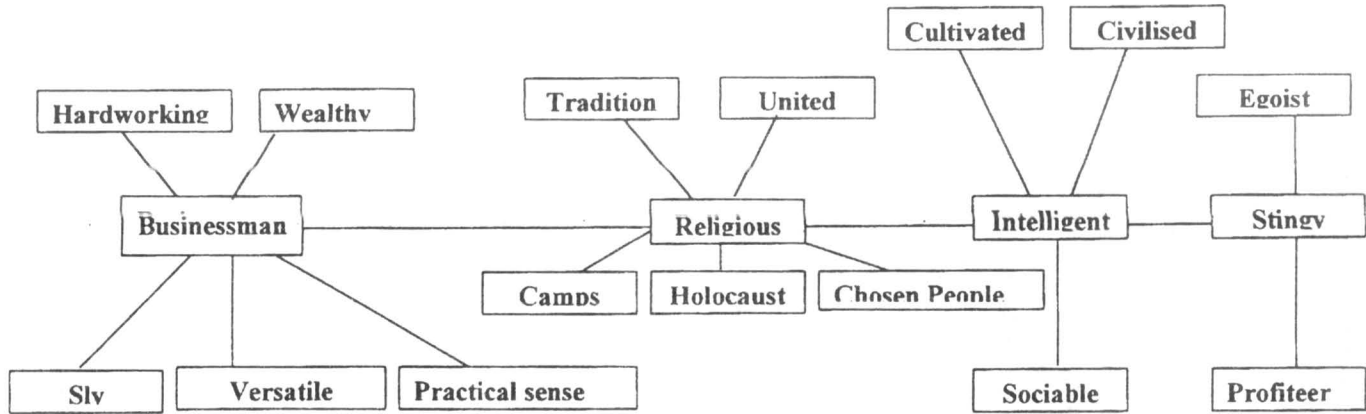 Cultivated
Civilised
Hardworking
Wealthy
Tradition
United
Egoist
Businessman
Religious
Intelligent
Stingy
Camps
Holocaust
Chosen People
Sly
Versatile
Practical sense
Sociable
Profiteer